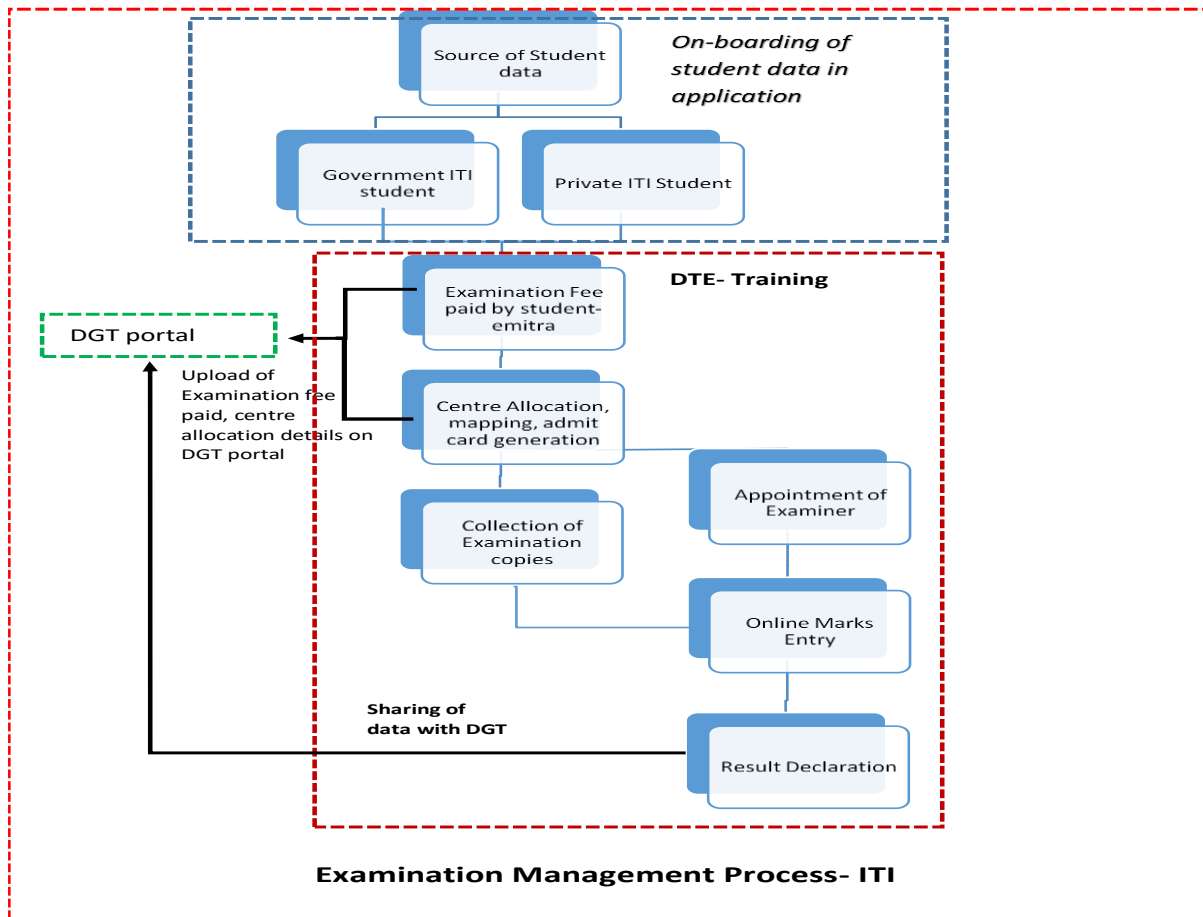 Source of Student
data
On-boarding of
student data in
application
Government ITI
student
Private ITI Student
DTE- Training
Examination Fee
paid by student-
emitra
DGT portal
Upload of
Examination fee
paid, centre
allocation details on
DGT portal
Centre Allocation,
mapping, admit
card generation
Appointment of
Examiner
Collection of
Examination
copies
Online Marks
Entry
Sharing of
data with DGT
Result Declaration
Examination Management Process- ITI